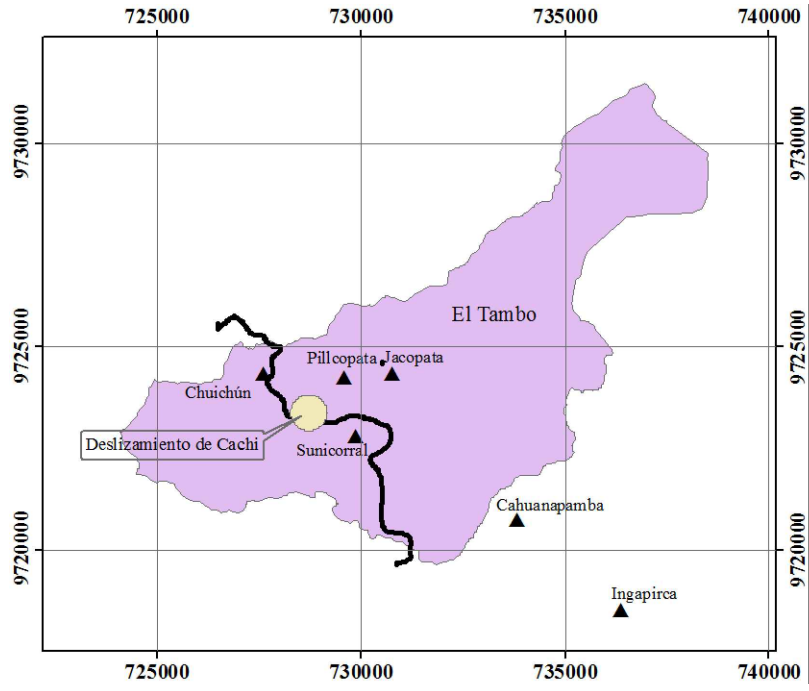 725000 730000 735000 740000
9730000 9730000
El Tambo
9725000 9725000
Pillcopata Jacopata
Chuichún
Deslizamiento de Cachi
Sunicorral
Cahuanapamba
9720000 9720000
Ingapirca
725000 730000 735000 740000